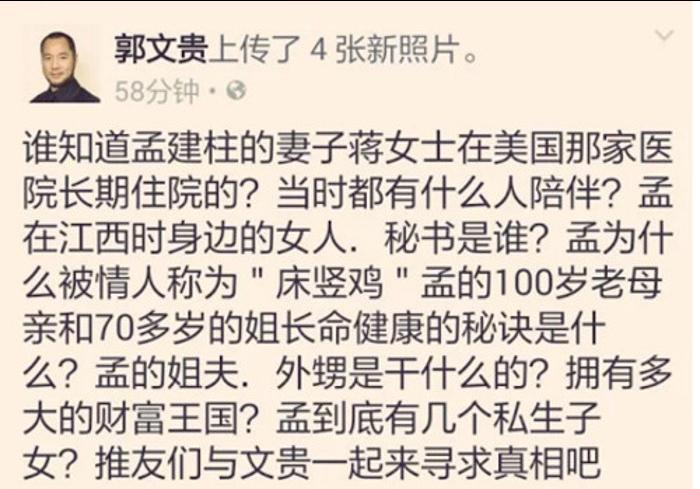 郭文贵上传了 4 张新照片。
58分钟 ·
谁知道孟建柱的妻子蒋女士在美国那家医
院长期住院的？当时都有什么人陪伴？孟
在江西时身边的女人．秘书是谁？孟为什
么被情人称为＂床竖鸡＂孟的100岁老母
亲和70多岁的姐长命健康的秘诀是什
么？孟的姐夫．外甥是干什么的？拥有多
大的财富王国？孟到底有几个私生子
女？推友们与文贵一起来寻求真相吧